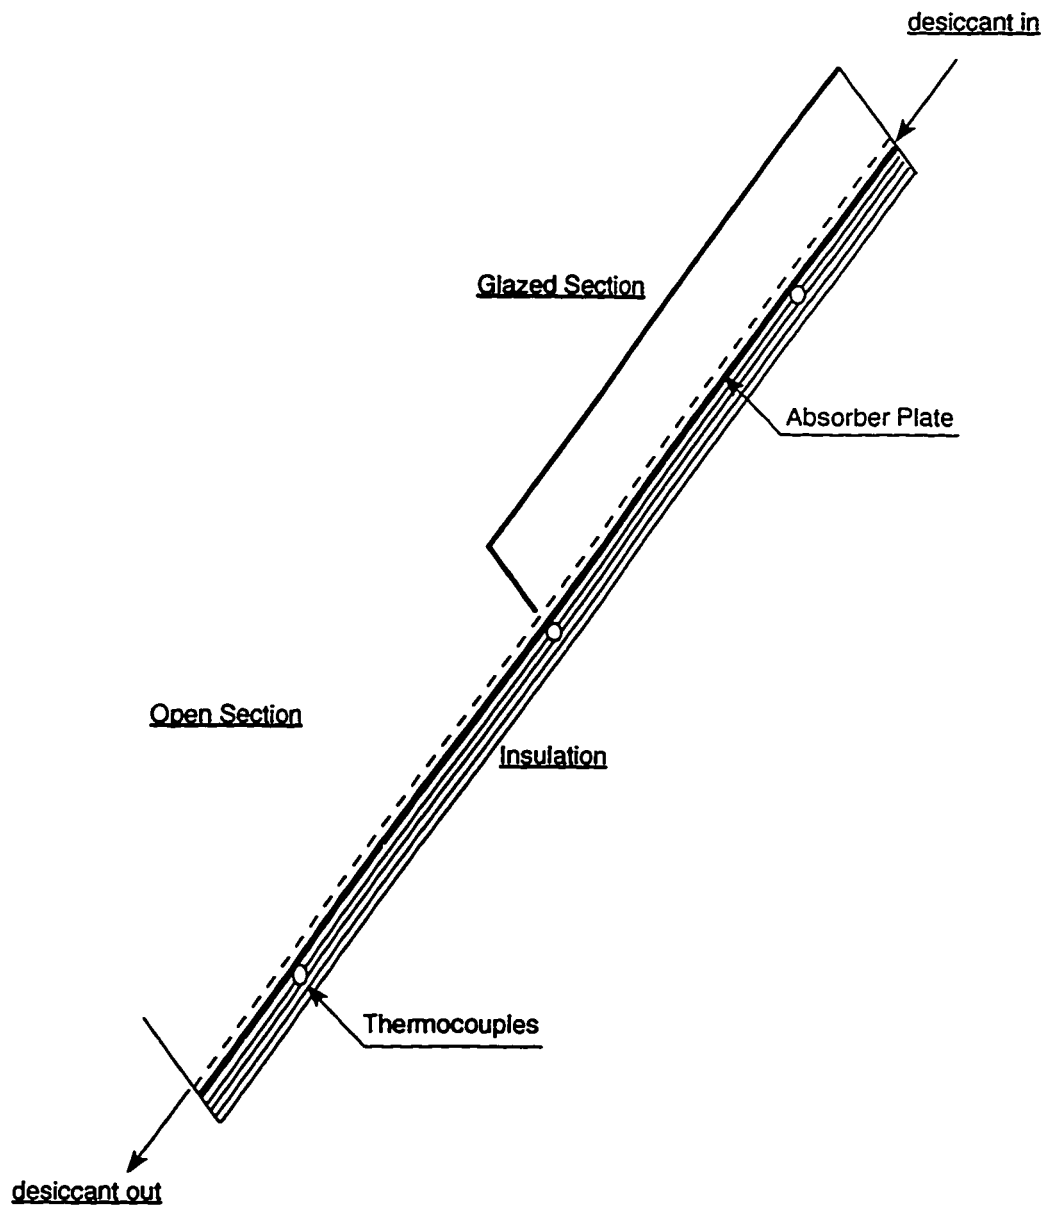 desiccant in
Glazed Section
Absorber Plate
Open Section
Insulation
Thermocouples
desiccant out